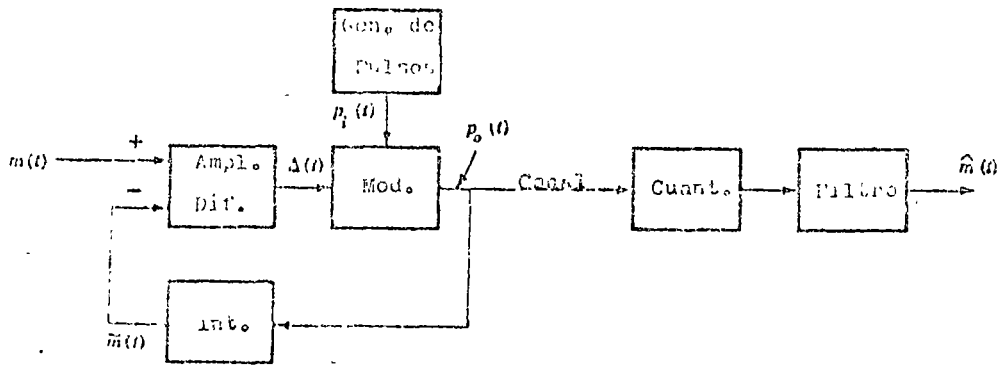 Gen. de
Pulsos
p_i (t)
p_o (t)
m(t)
+
−
Ampl.
Dif.
Δ(t)
Mod.
Canal
Cuant.
Filtro
m̂(t)
Int.
m̃(t)